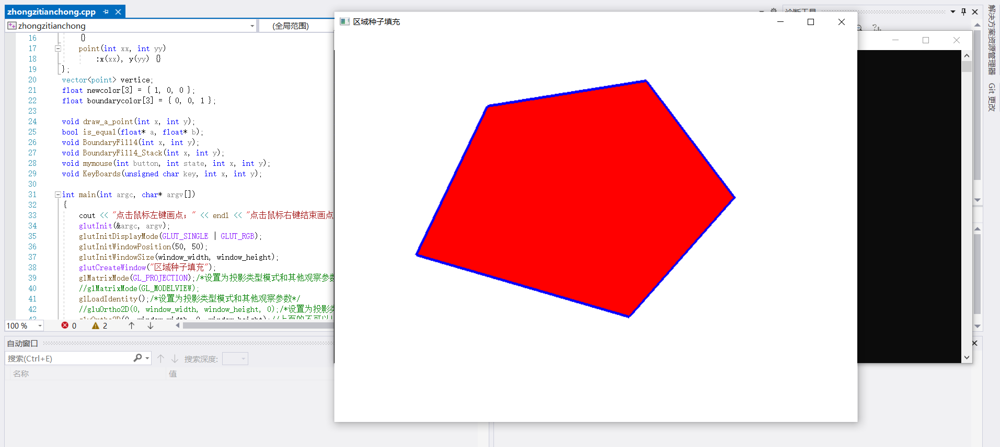 zhongzitianchong.cpp
zhongzitianchong
(全局范围)
16 {}
17 point(int xx, int yy)
18 :x(xx), y(yy) {}
19 };
20 vector<point> vertice;
21 float newcolor[3] = { 1, 0, 0 };
22 float boundarycolor[3] = { 0, 0, 1 };
23
24 void draw_a_point(int x, int y);
25 bool is_equal(float* a, float* b);
26 void BoundaryFill4(int x, int y);
27 void BoundaryFill4_Stack(int x, int y);
28 void mymouse(int button, int state, int x, int y);
29 void KeyBoards(unsigned char key, int x, int y);
30
31 int main(int argc, char* argv[])
32 {
33 cout << "点击鼠标左键画点；" << endl << "点击鼠标右键结束画点
34 glutInit(&argc, argv);
35 glutInitDisplayMode(GLUT_SINGLE | GLUT_RGB);
36 glutInitWindowPosition(50, 50);
37 glutInitWindowSize(window_width, window_height);
38 glutCreateWindow("区域种子填充");
39 glMatrixMode(GL_PROJECTION);/*设置为投影类型模式和其他观察参数
40 //glMatrixMode(GL_MODELVIEW);
41 glLoadIdentity();/*设置为投影类型模式和其他观察参数*/
42 //gluOrtho2D(0, window_width, window_height, 0);/*设置为投影类
100 %
0
2
自动窗口
搜索(Ctrl+E)
搜索深度:
名称
值
区域种子填充
诊断工具
解决方案资源管理器
Git 更改